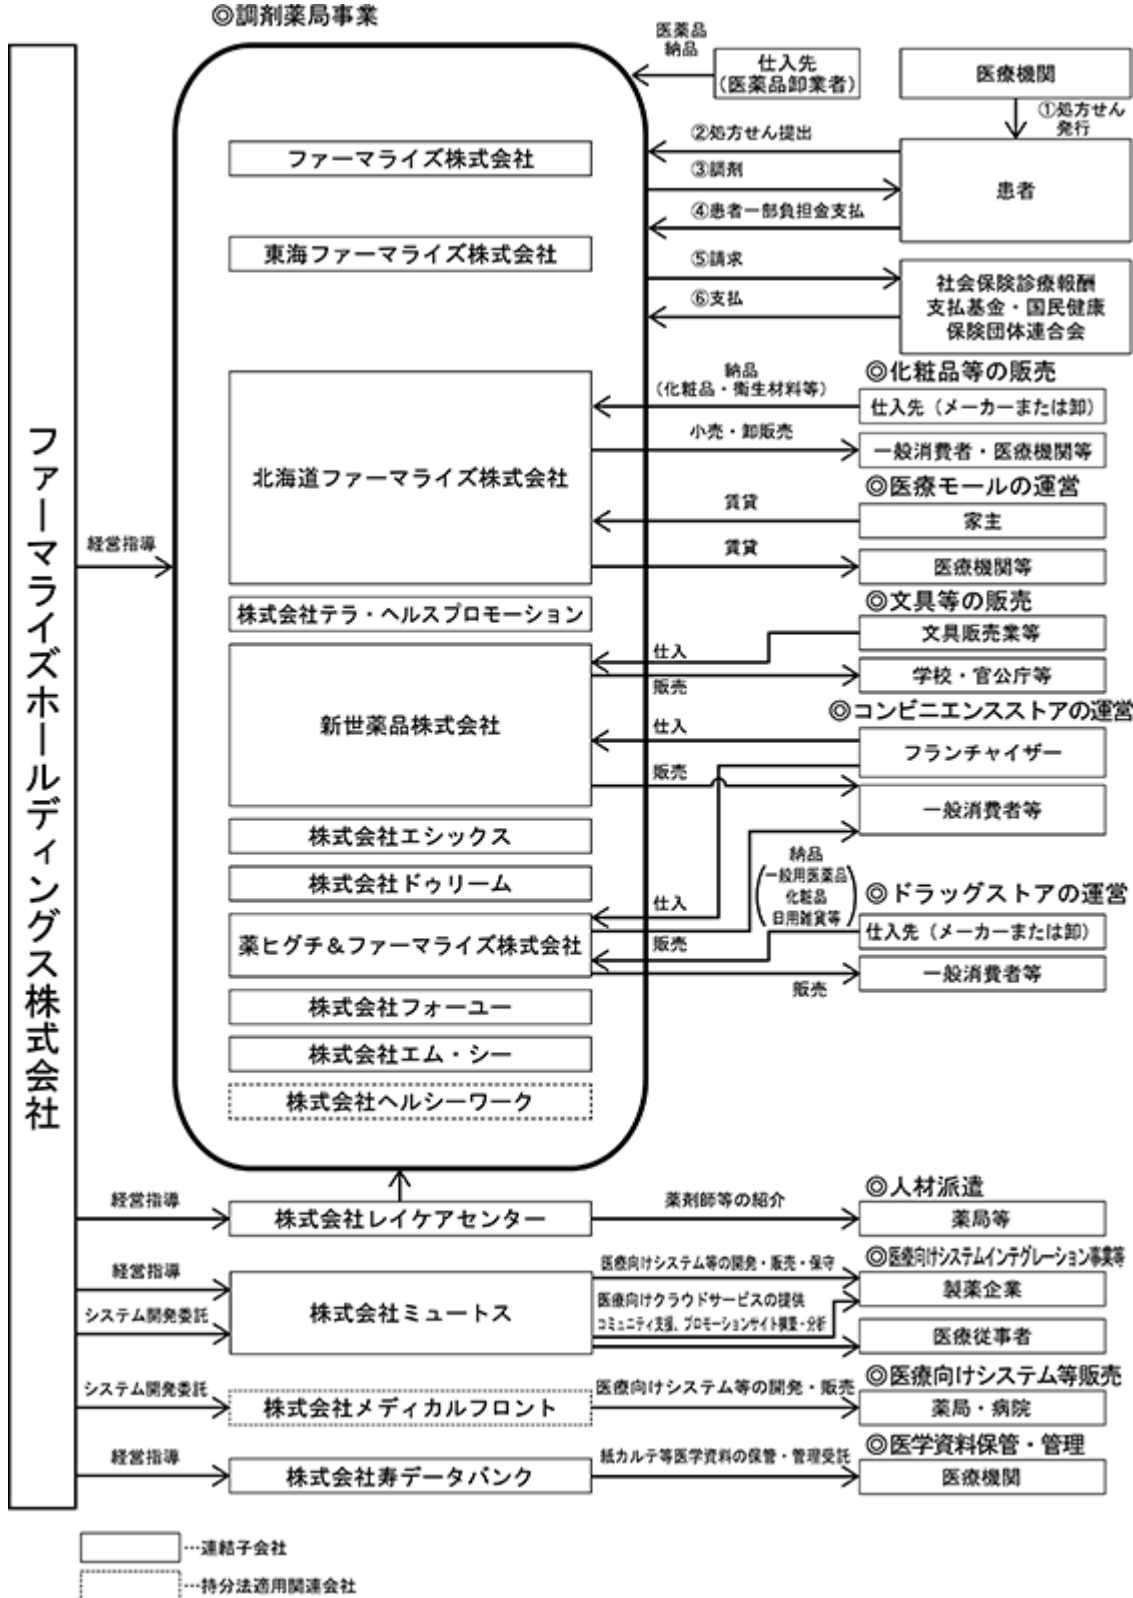 ◎調剤薬局事業
ファーマライズホールディングス株式会社
経営指導
ファーマライズ株式会社
東海ファーマライズ株式会社
北海道ファーマライズ株式会社
株式会社テラ・ヘルスプロモーション
新世薬品株式会社
株式会社エシックス
株式会社ドゥリーム
薬ヒグチ＆ファーマライズ株式会社
株式会社フォーユー
株式会社エム・シー
株式会社ヘルシーワーク
医薬品
納品
仕入先
（医薬品卸業者）
医療機関
①処方せん
発行
②処方せん提出
③調剤
④患者一部負担金支払
患者
⑤請求
⑥支払
社会保険診療報酬
支払基金・国民健康
保険団体連合会
◎化粧品等の販売
納品
（化粧品・衛生材料等）
仕入先（メーカーまたは卸）
小売・卸販売
一般消費者・医療機関等
◎医療モールの運営
賃貸
家主
賃貸
医療機関等
◎文具等の販売
仕入
文具販売業等
販売
学校・官公庁等
◎コンビニエンスストアの運営
仕入
フランチャイザー
販売
一般消費者等
納品
（一般用医薬品
化粧品
日用雑貨等）
◎ドラッグストアの運営
仕入
仕入先（メーカーまたは卸）
販売
一般消費者等
販売
経営指導
株式会社レイケアセンター
薬剤師等の紹介
◎人材派遣
薬局等
経営指導
システム開発委託
株式会社ミュートス
医療向けシステム等の開発・販売・保守
医療向けクラウドサービスの提供
コミュニティ支援、プロモーションサイト構築・分析
◎医療向けシステムインテグレーション事業等
製薬企業
医療従事者
システム開発委託
株式会社メディカルフロント
医療向けシステム等の開発・販売
◎医療向けシステム等販売
薬局・病院
経営指導
株式会社寿データバンク
紙カルテ等医学資料の保管・管理受託
◎医学資料保管・管理
医療機関
…連結子会社
…持分法適用関連会社